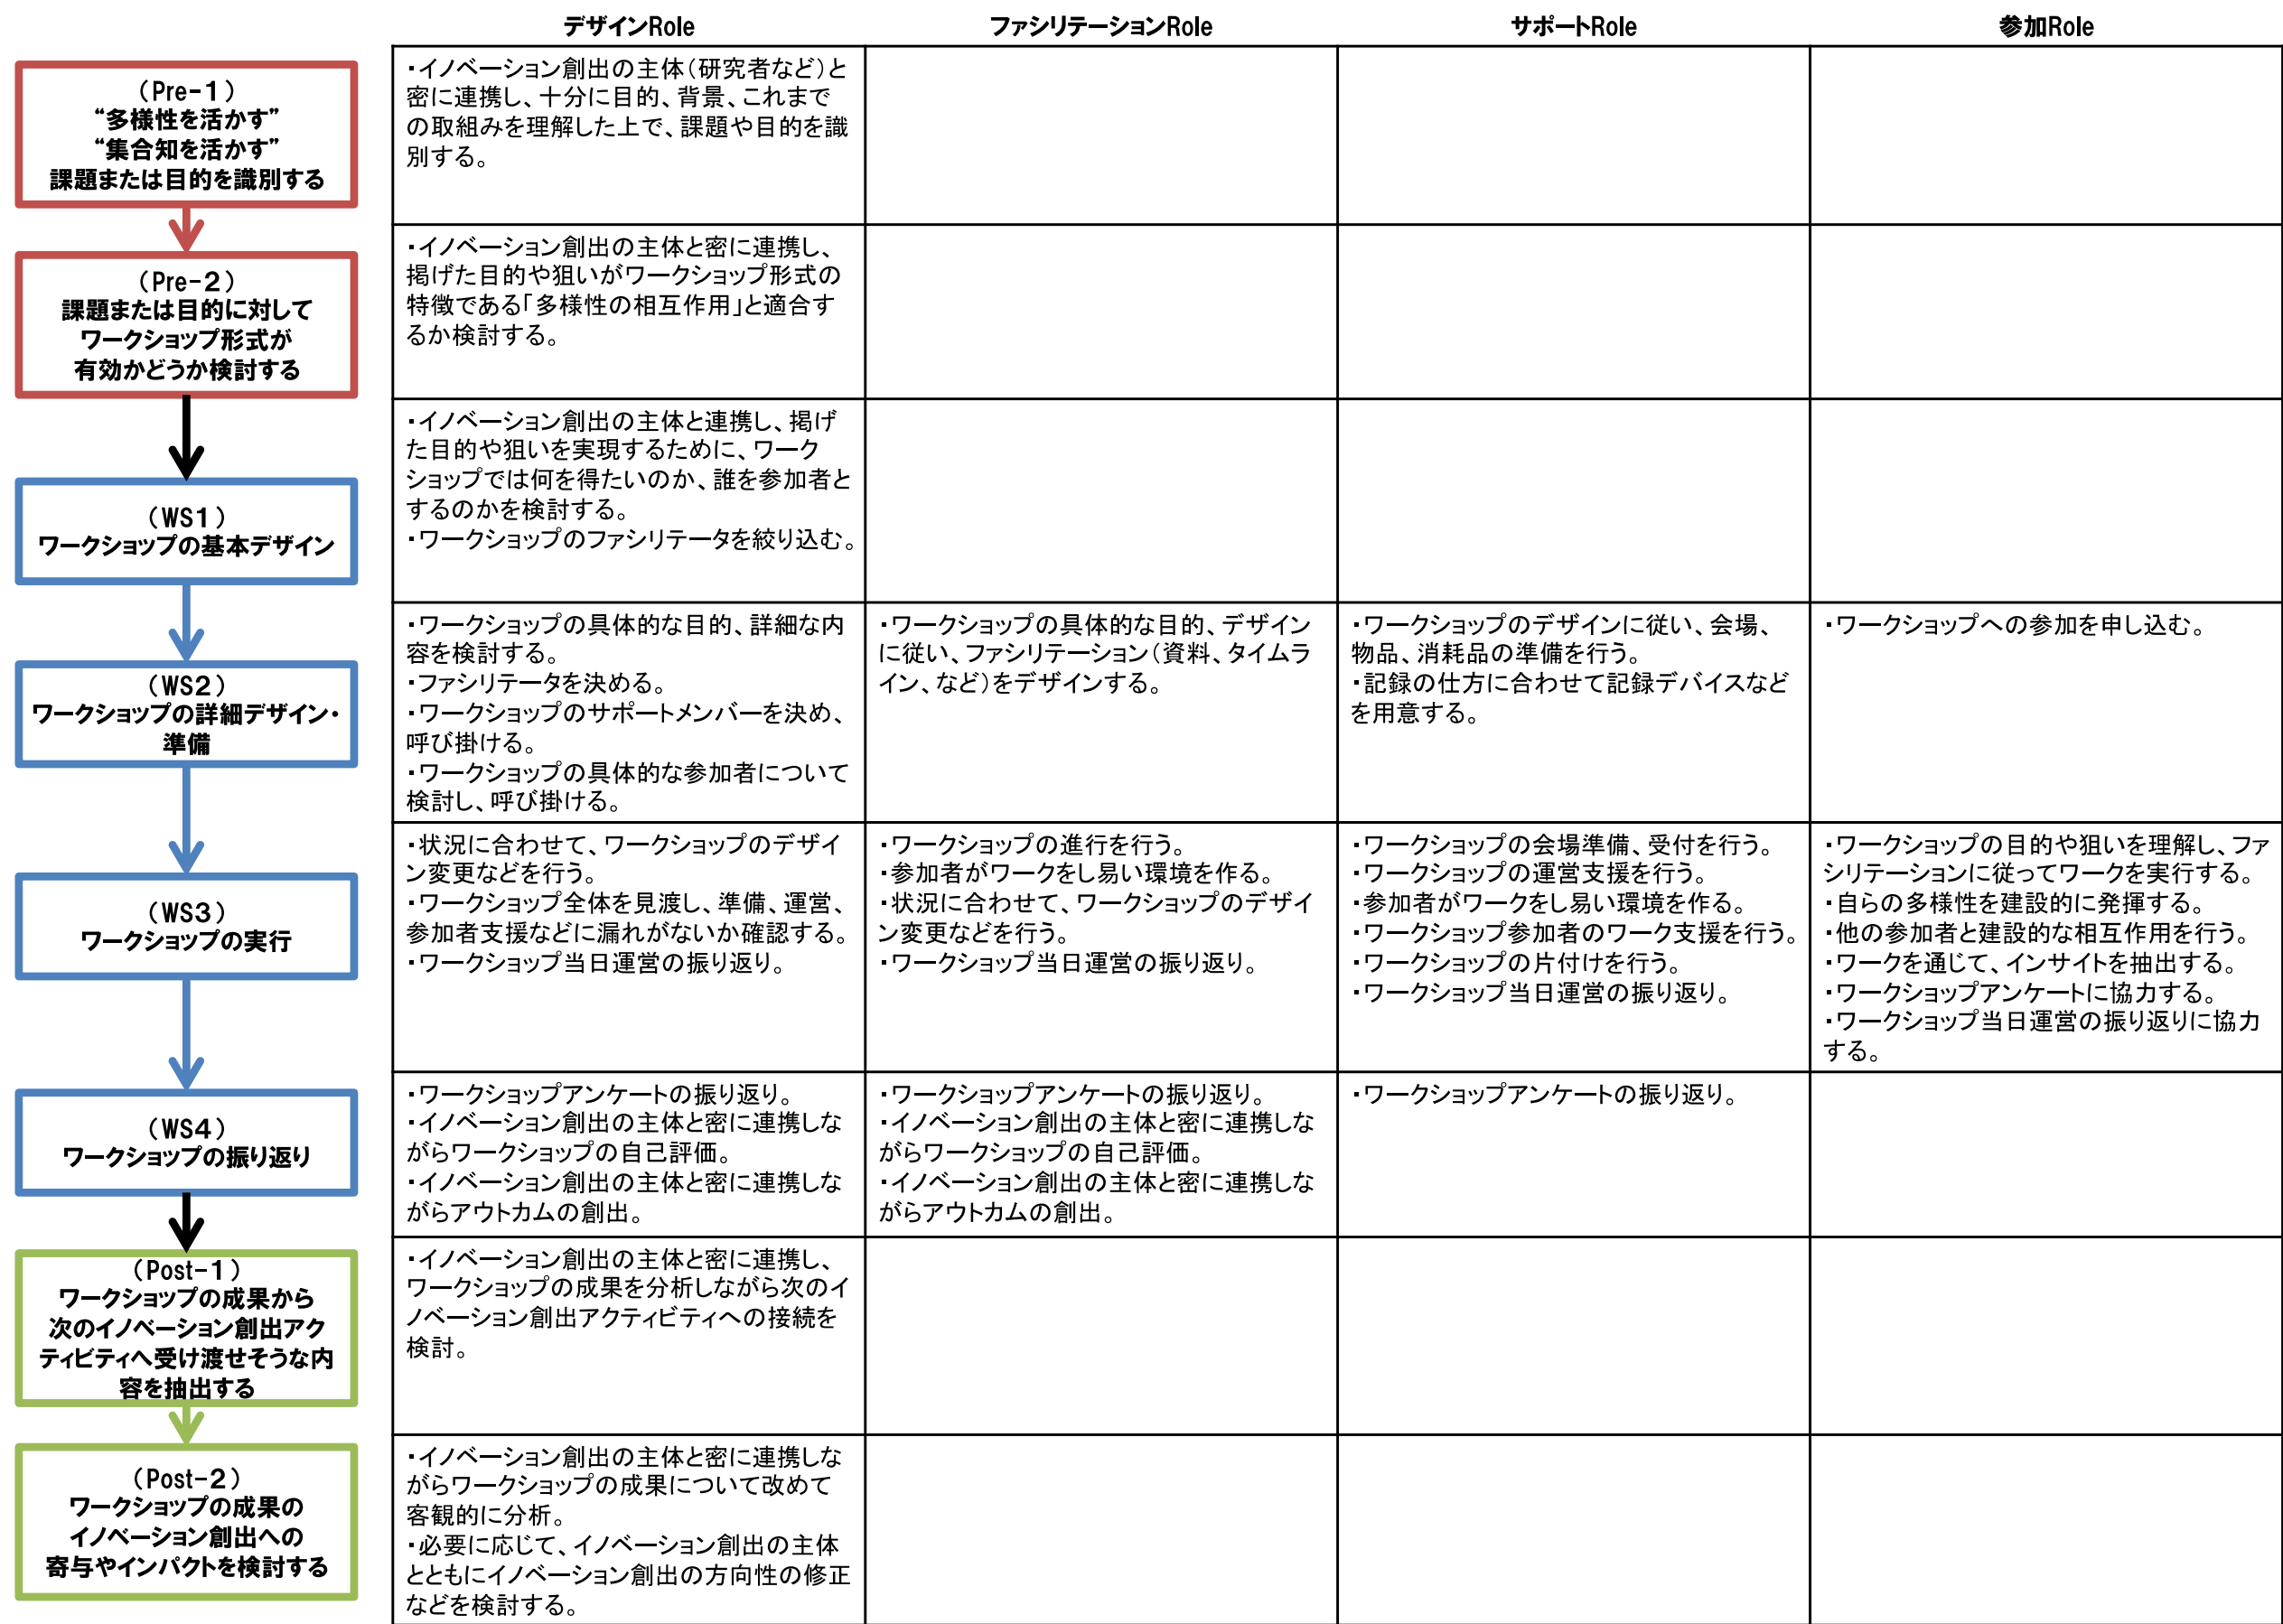 デザインRole
ファシリテーションRole
サポートRole
参加Role
（Pre-1）
“多様性を活かす”
“集合知を活かす”
課題または目的を識別する
・イノベーション創出の主体（研究者など）と
密に連携し、十分に目的、背景、これまで
の取組みを理解した上で、課題や目的を識
別する。
（Pre-2）
課題または目的に対して
ワークショップ形式が
有効かどうか検討する
・イノベーション創出の主体と密に連携し、
掲げた目的や狙いがワークショップ形式の
特徴である「多様性の相互作用」と適合す
るか検討する。
（WS1）
ワークショップの基本デザイン
・イノベーション創出の主体と連携し、掲げ
た目的や狙いを実現するために、ワーク
ショップでは何を得たいのか、誰を参加者と
するのかを検討する。
・ワークショップのファシリテータを絞り込む。
（WS2）
ワークショップの詳細デザイン・
準備
・ワークショップの具体的な目的、詳細な内
容を検討する。
・ファシリテータを決める。
・ワークショップのサポートメンバーを決め、
呼び掛ける。
・ワークショップの具体的な参加者について
検討し、呼び掛ける。
・ワークショップの具体的な目的、デザイン
に従い、ファシリテーション（資料、タイムラ
イン、など）をデザインする。
・ワークショップのデザインに従い、会場、
物品、消耗品の準備を行う。
・記録の仕方に合わせて記録デバイスなど
を用意する。
・ワークショップへの参加を申し込む。
（WS3）
ワークショップの実行
・状況に合わせて、ワークショップのデザイ
ン変更などを行う。
・ワークショップ全体を見渡し、準備、運営、
参加者支援などに漏れがないか確認する。
・ワークショップ当日運営の振り返り。
・ワークショップの進行を行う。
・参加者がワークをし易い環境を作る。
・状況に合わせて、ワークショップのデザイ
ン変更などを行う。
・ワークショップ当日運営の振り返り。
・ワークショップの会場準備、受付を行う。
・ワークショップの運営支援を行う。
・参加者がワークをし易い環境を作る。
・ワークショップ参加者のワーク支援を行う。
・ワークショップの片付けを行う。
・ワークショップ当日運営の振り返り。
・ワークショップの目的や狙いを理解し、ファ
シリテーションに従ってワークを実行する。
・自らの多様性を建設的に発揮する。
・他の参加者と建設的な相互作用を行う。
・ワークを通じて、インサイトを抽出する。
・ワークショップアンケートに協力する。
・ワークショップ当日運営の振り返りに協力
する。
（WS4）
ワークショップの振り返り
・ワークショップアンケートの振り返り。
・イノベーション創出の主体と密に連携しな
がらワークショップの自己評価。
・イノベーション創出の主体と密に連携しな
がらアウトカムの創出。
・ワークショップアンケートの振り返り。
・イノベーション創出の主体と密に連携しな
がらワークショップの自己評価。
・イノベーション創出の主体と密に連携しな
がらアウトカムの創出。
・ワークショップアンケートの振り返り。
（Post-1）
ワークショップの成果から
次のイノベーション創出アク
ティビティへ受け渡せそうな内
容を抽出する
・イノベーション創出の主体と密に連携し、
ワークショップの成果を分析しながら次のイ
ノベーション創出アクティビティへの接続を
検討。
（Post-2）
ワークショップの成果の
イノベーション創出への
寄与やインパクトを検討する
・イノベーション創出の主体と密に連携しな
がらワークショップの成果について改めて
客観的に分析。
・必要に応じて、イノベーション創出の主体
とともにイノベーション創出の方向性の修正
などを検討する。